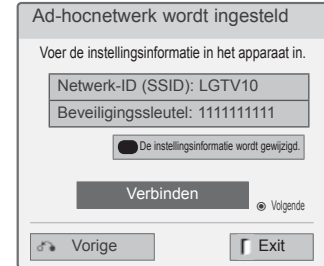 Ad-hocnetwerk wordt ingesteld
Voer de instellingsinformatie in het apparaat in.
Netwerk-ID (SSID): LGTV10
Beveiligingssleutel: 1111111111
De instellingsinformatie wordt gewijzigd.
Verbinden
Volgende
Vorige
Exit